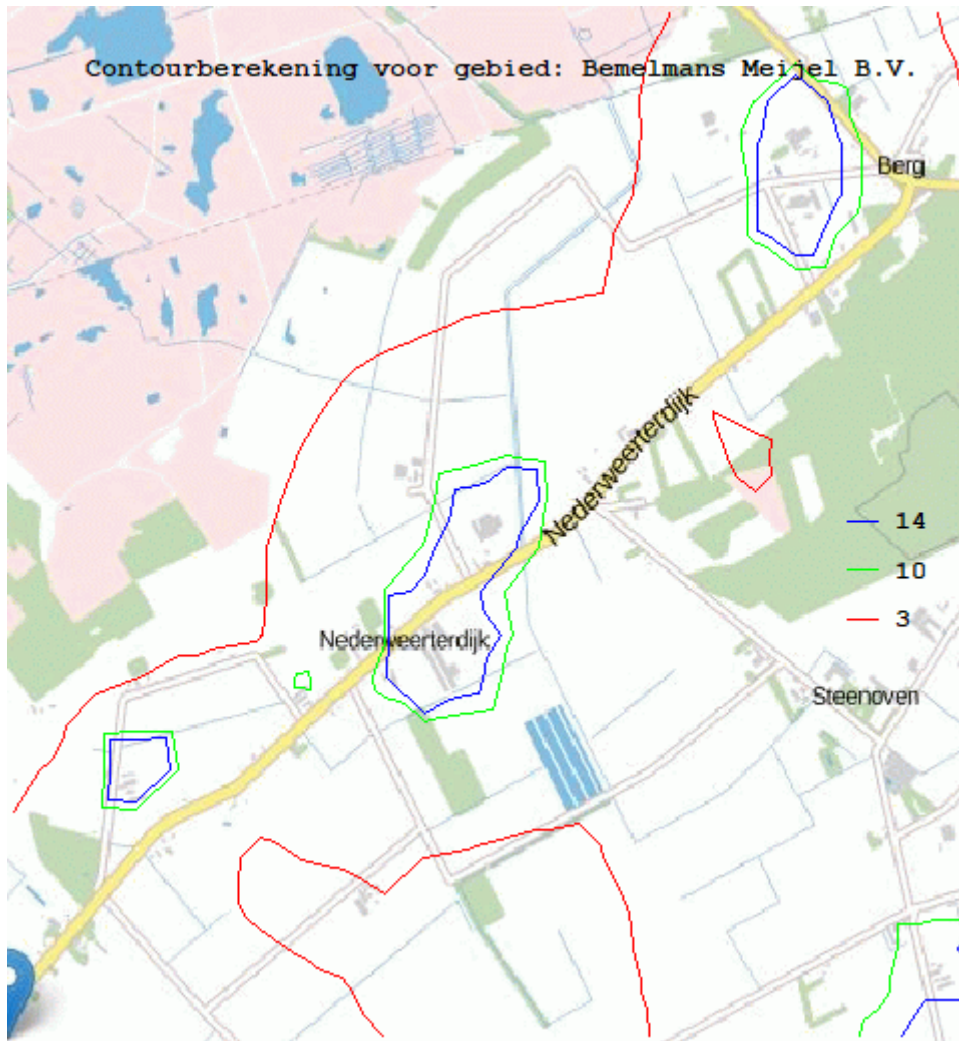 Contourberekening voor gebied: Bemelmans Meijel B.V.
Berg
Nederweerterdijk
14
10
3
Nederweerterdijk
Steenoven